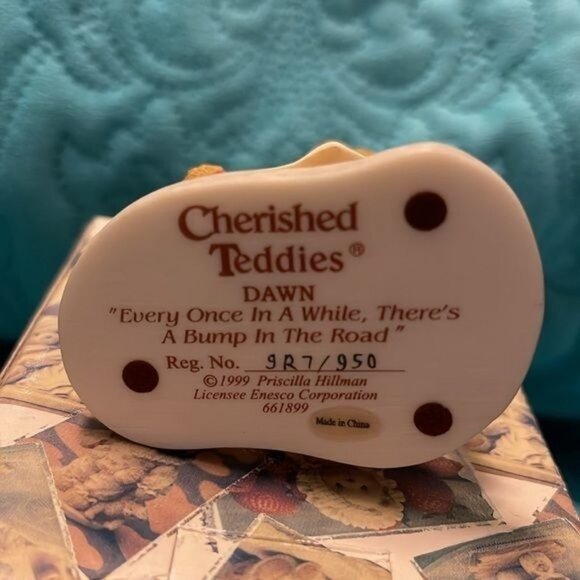 Cherished
Teddies®
DAWN
"Every Once In A While, There's
A Bump In The Road"
Reg. No. 9R7/950
©1999 Priscilla Hillman
Licensee Enesco Corporation
661899
Made in China